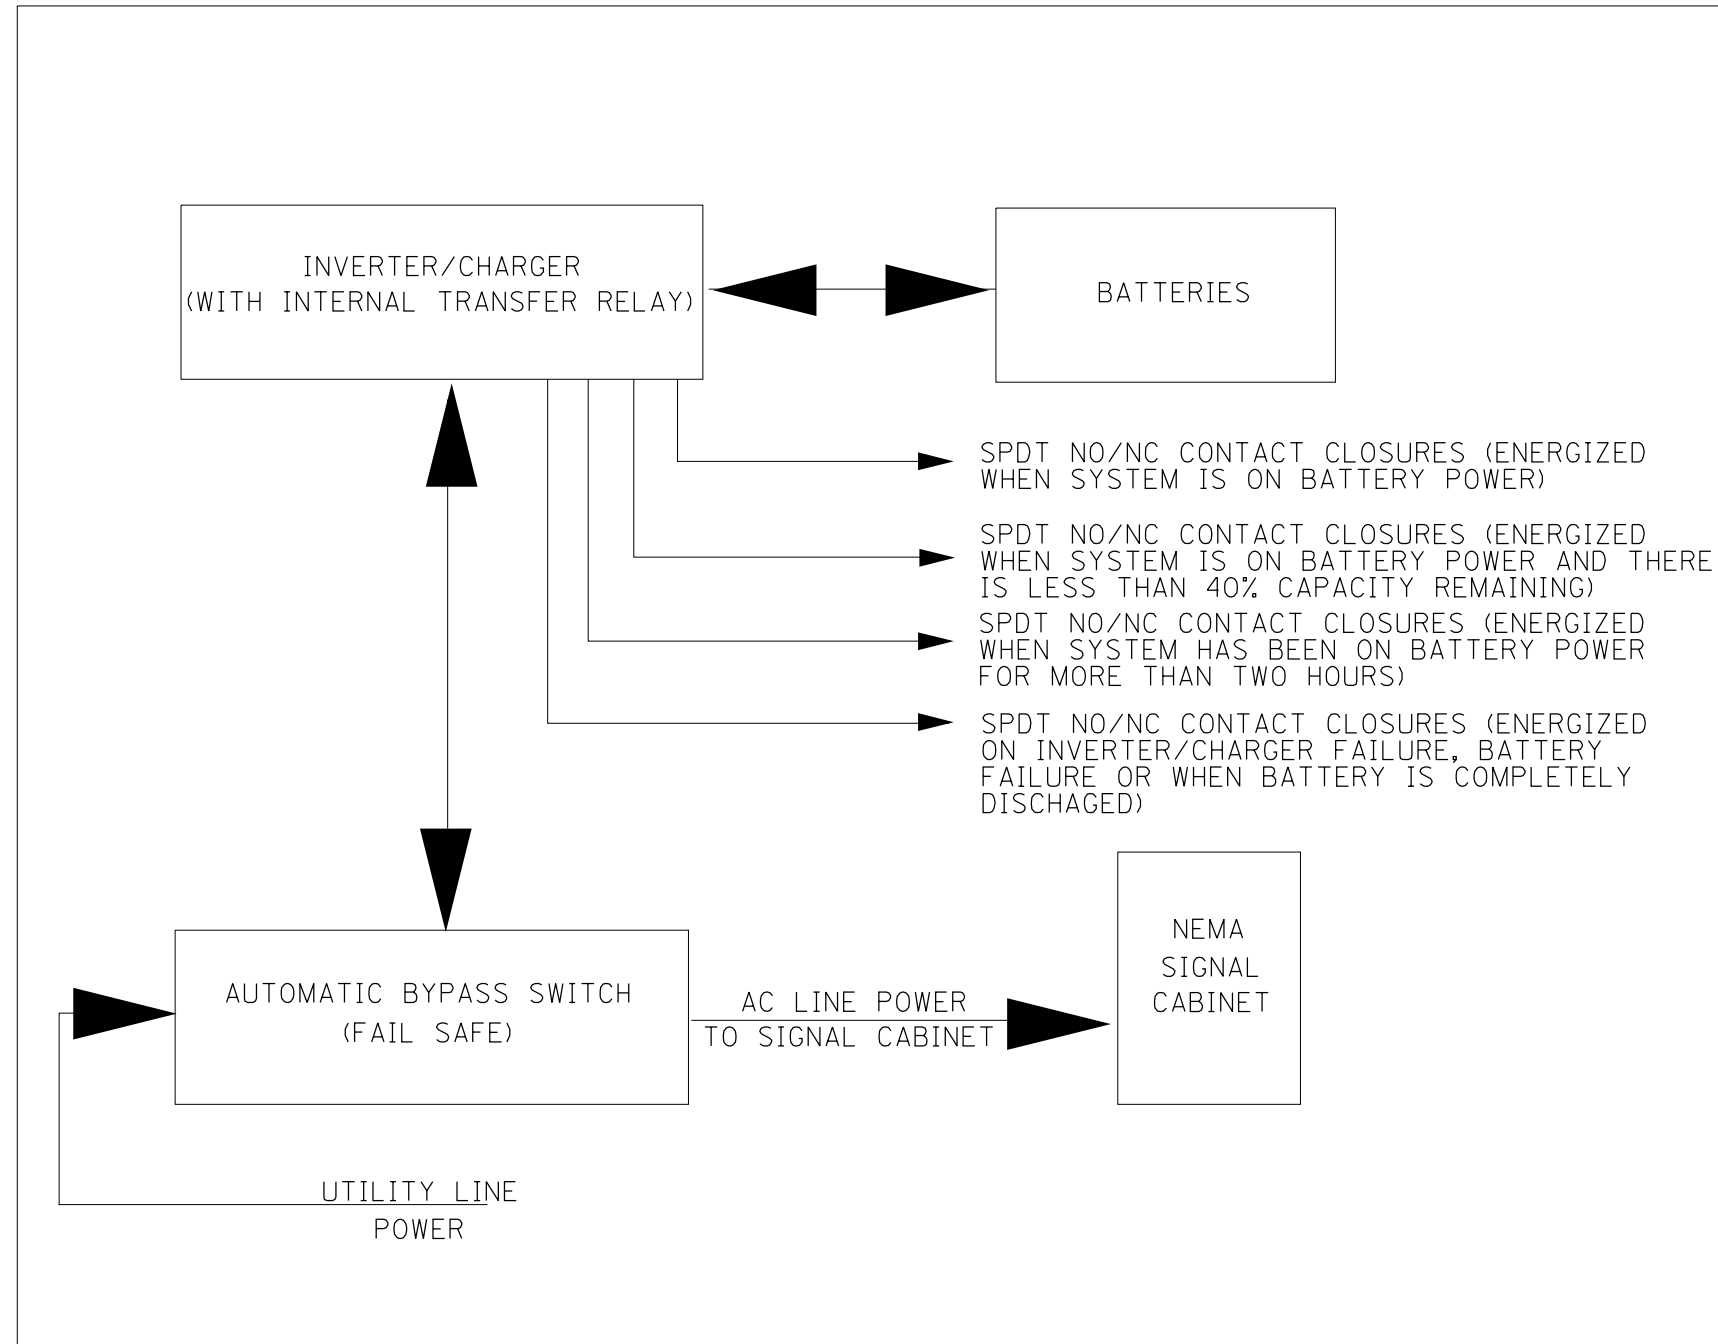 INVERTER/CHARGER
(WITH INTERNAL TRANSFER RELAY)
BATTERIES
SPDT NO/NC CONTACT CLOSURES (ENERGIZED
WHEN SYSTEM IS ON BATTERY POWER)
SPDT NO/NC CONTACT CLOSURES (ENERGIZED
WHEN SYSTEM IS ON BATTERY POWER AND THERE
IS LESS THAN 40% CAPACITY REMAINING)
SPDT NO/NC CONTACT CLOSURES (ENERGIZED
WHEN SYSTEM HAS BEEN ON BATTERY POWER
FOR MORE THAN TWO HOURS)
SPDT NO/NC CONTACT CLOSURES (ENERGIZED
ON INVERTER/CHARGER FAILURE, BATTERY
FAILURE OR WHEN BATTERY IS COMPLETELY
DISCHAGED)
AUTOMATIC BYPASS SWITCH
(FAIL SAFE)
AC LINE POWER
TO SIGNAL CABINET
NEMA
SIGNAL
CABINET
UTILITY LINE
POWER